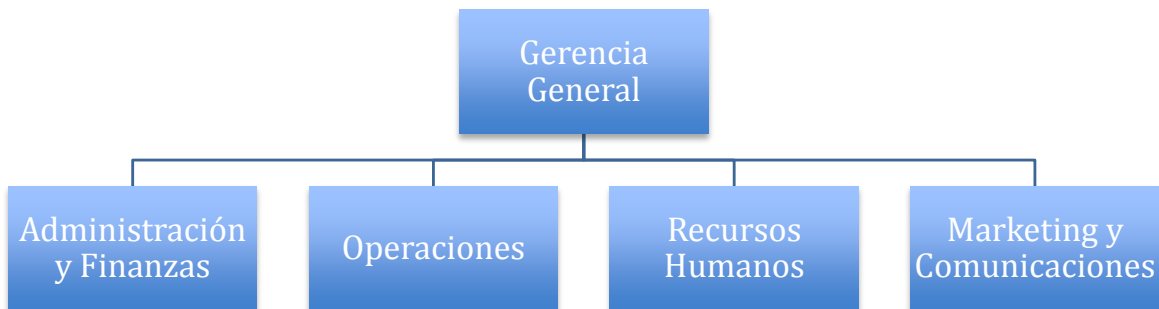 Gerencia
General
Administración
y Finanzas
Operaciones
Recursos
Humanos
Marketing y
Comunicaciones